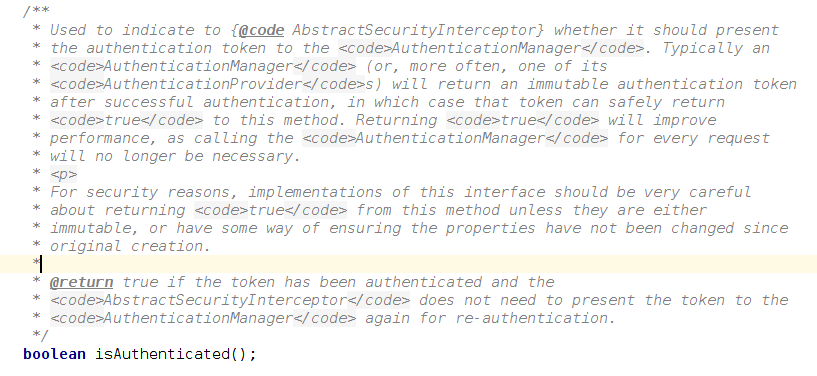 /**
* Used to indicate to {@code AbstractSecurityInterceptor} whether it should present
* the authentication token to the <code>AuthenticationManager</code>. Typically an
* <code>AuthenticationManager</code> (or, more often, one of its
* <code>AuthenticationProvider</code>s) will return an immutable authentication token
* after successful authentication, in which case that token can safely return
* <code>true</code> to this method. Returning <code>true</code> will improve
* performance, as calling the <code>AuthenticationManager</code> for every request
* will no longer be necessary.
* <p>
* For security reasons, implementations of this interface should be very careful
* about returning <code>true</code> from this method unless they are either
* immutable, or have some way of ensuring the properties have not been changed since
* original creation.
*
* @return true if the token has been authenticated and the
* <code>AbstractSecurityInterceptor</code> does not need to present the token to the
* <code>AuthenticationManager</code> again for re-authentication.
*/
boolean isAuthenticated();